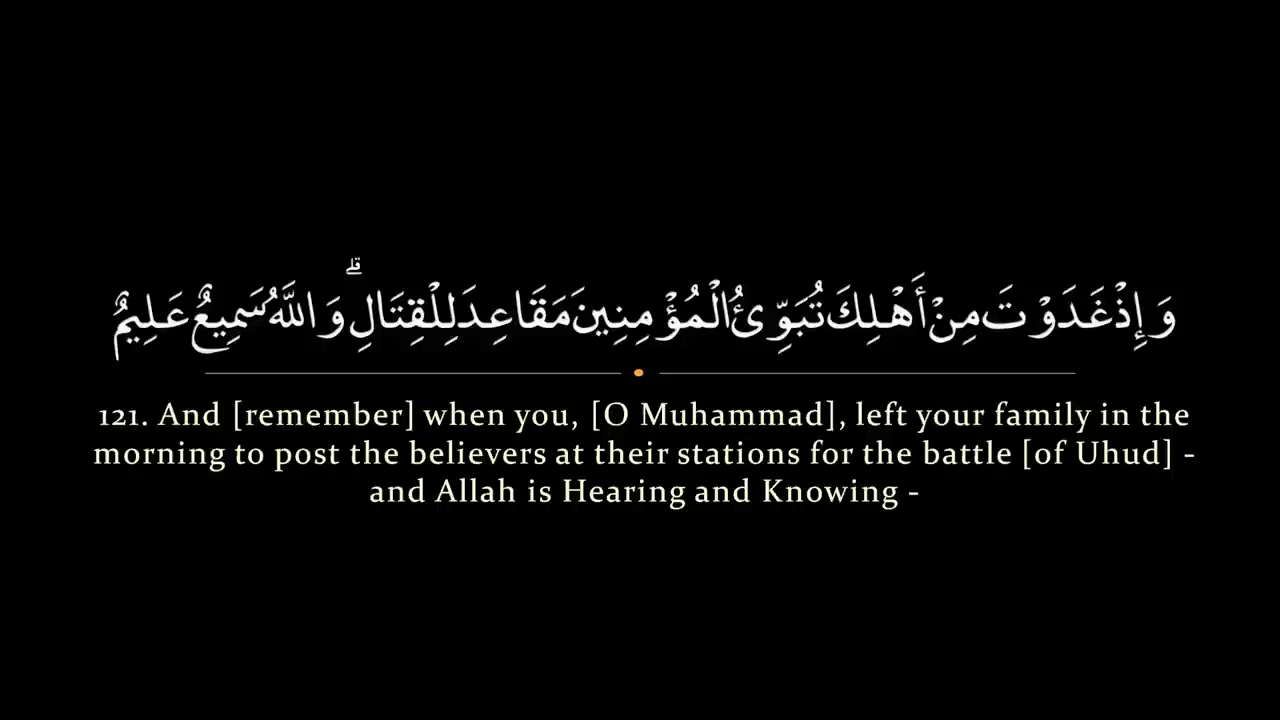 وَإِذْ غَدَوْتَ مِنْ أَهْلِكَ تُبَوِّئُ الْمُؤْمِنِينَ مَقَاعِدَ لِلْقِتَالِ ۗ وَاللَّهُ سَمِيعٌ عَلِيمٌ
121. And [remember] when you, [O Muhammad], left your family in the
morning to post the believers at their stations for the battle [of Uhud] -
and Allah is Hearing and Knowing -